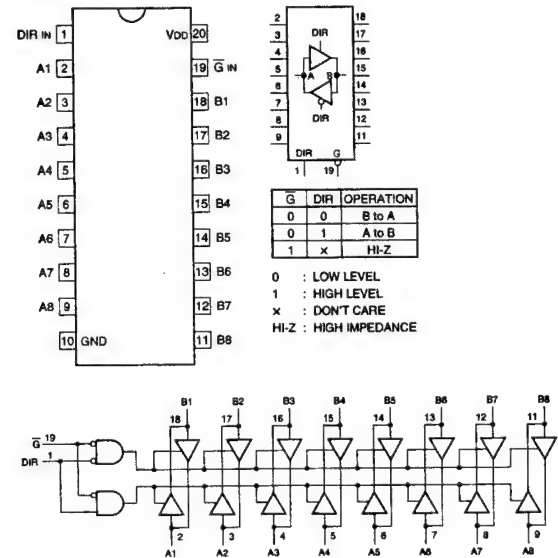 DIR IN 1
VDD 20
A1 2
19 G̅ IN
A2 3
18 B1
A3 4
17 B2
A4 5
16 B3
A5 6
15 B4
A6 7
14 B5
A7 8
13 B6
A8 9
12 B7
10 GND
11 B8
2 18
3 17
4 16
5 15
6 14
7 13
8 12
9 11
DIR
A B
DIR
DIR G
1 19
G̅ DIR OPERATION
0 0 B to A
0 1 A to B
1 × HI-Z
0 : LOW LEVEL
1 : HIGH LEVEL
× : DON'T CARE
HI-Z : HIGH IMPEDANCE
B1 B2 B3 B4 B5 B6 B7 B8
18 17 16 15 14 13 12 11
G̅ 19
DIR 1
2 3 4 5 6 7 8 9
A1 A2 A3 A4 A5 A6 A7 A8